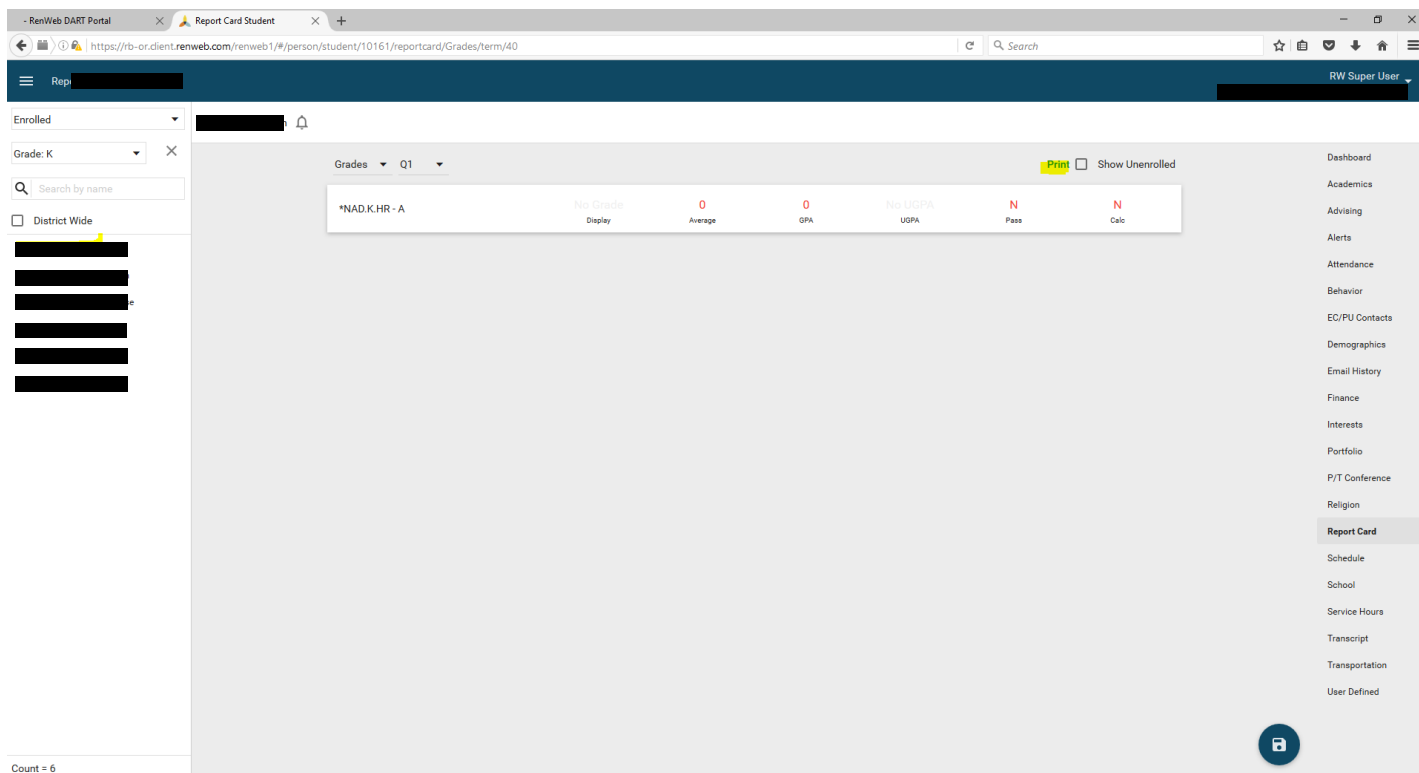 - RenWeb DART Portal
Report Card Student
https://rb-or.client.renweb.com/renweb1/#/person/student/10161/reportcard/Grades/term/40
Search
Rep
RW Super User
Enrolled
Grade: K
Search by name
District Wide
se
Count = 6
Grades Q1
Print Show Unenrolled
*NAD.K.HR - A
No Grade 0 0 No UGPA N N
Display Average GPA UGPA Pass Calc
Dashboard
Academics
Advising
Alerts
Attendance
Behavior
EC/PU Contacts
Demographics
Email History
Finance
Interests
Portfolio
P/T Conference
Religion
Report Card
Schedule
School
Service Hours
Transcript
Transportation
User Defined